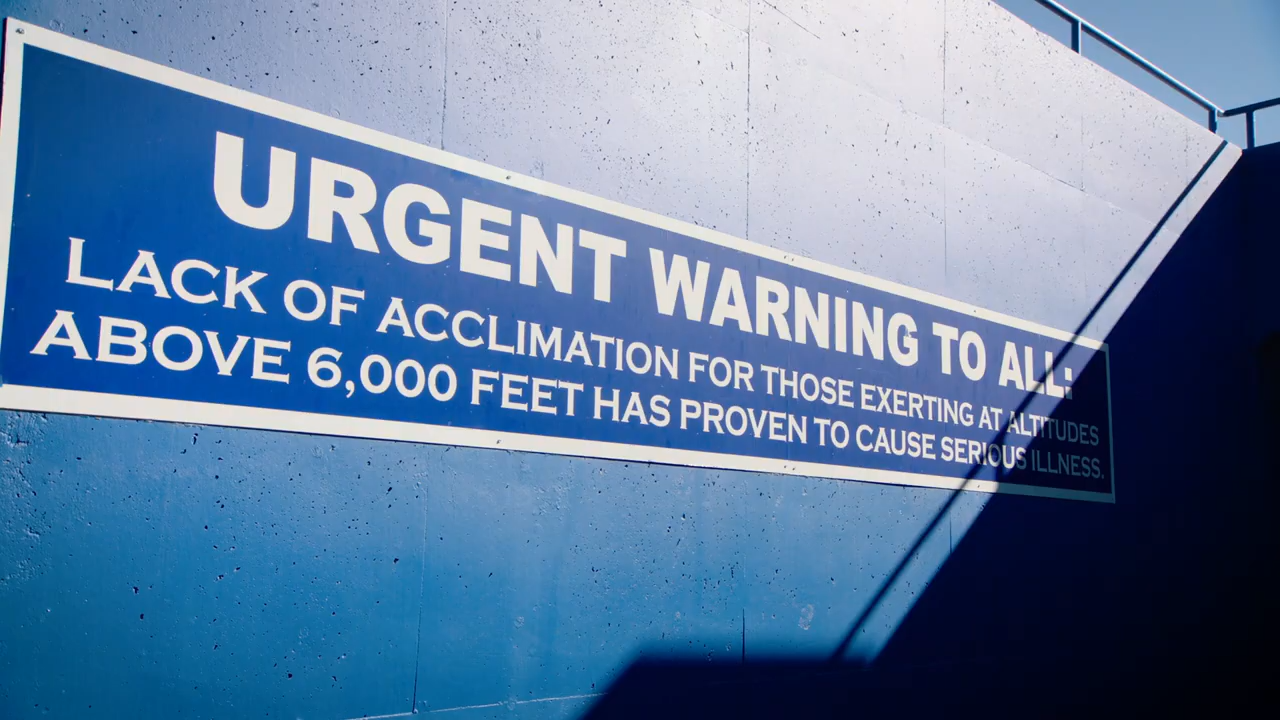 URGENT WARNING TO ALL:
LACK OF ACCLIMATION FOR THOSE EXERTING AT ALTITUDES
ABOVE 6,000 FEET HAS PROVEN TO CAUSE SERIOUS ILLNESS.